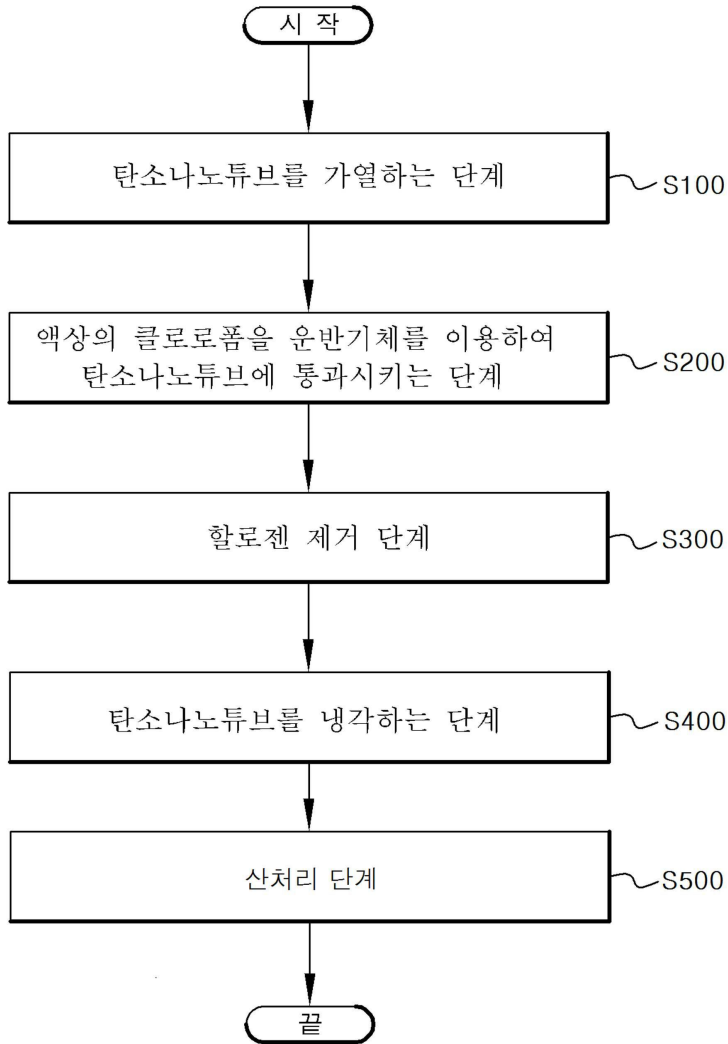 시 작
탄소나노튜브를 가열하는 단계
S100
액상의 클로로폼을 운반기체를 이용하여
탄소나노튜브에 통과시키는 단계
S200
할로젠 제거 단계
S300
탄소나노튜브를 냉각하는 단계
S400
산처리 단계
S500
끝